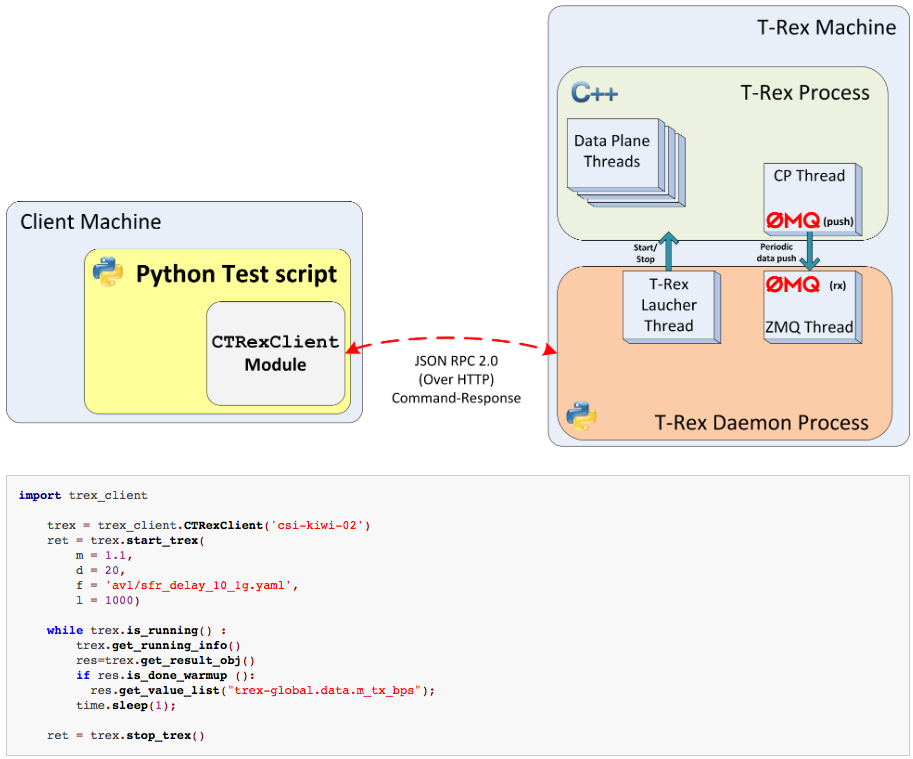 T-Rex Machine
C++
T-Rex Process
Data Plane
Threads
CP Thread
ØMQ (push)
Client Machine
Python Test script
CTRexClient
Module
Start/
Stop
Periodic
data push
T-Rex
Laucher
Thread
ØMQ (rx)
ZMQ Thread
JSON RPC 2.0
(Over HTTP)
Command-Response
T-Rex Daemon Process
import trex_client
trex = trex_client.CTRexClient('csi-kiwi-02')
ret = trex.start_trex(
m = 1.1,
d = 20,
f = 'avl/sfr_delay_10_1g.yaml',
l = 1000)
while trex.is_running() :
trex.get_running_info()
res=trex.get_result_obj()
if res.is_done_warmup ():
res.get_value_list("trex-global.data.m_tx_bps");
time.sleep(1);
ret = trex.stop_trex()